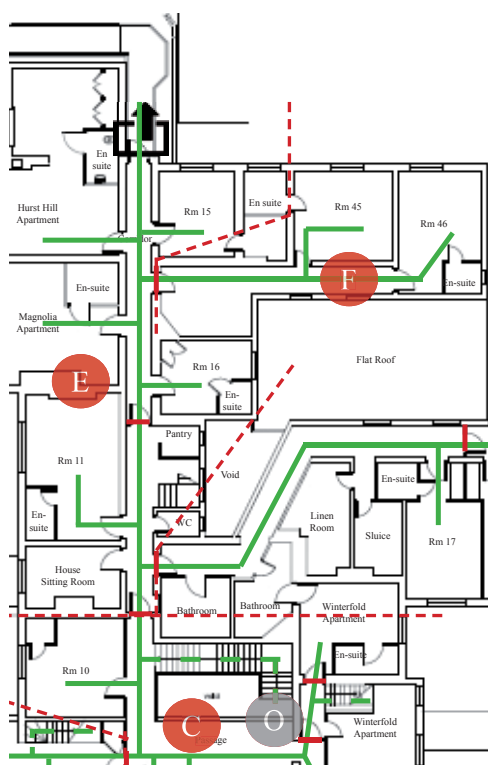 En
suite
Rm 15
En suite
Rm 45
Rm 46
Hurst Hill
Apartment
En-suite
F
En-suite
Magnolia
Apartment
Flat Roof
E
Rm 16
En-
suite
Pantry
Rm 11
Void
En-suite
Linen
Room
En-
suite
WC
Sluice
Rm 17
House
Sitting Room
Bathroom
Bathroom
Winterfold
Apartment
En-suite
Rm 10
C
O
Winterfold
Apartment